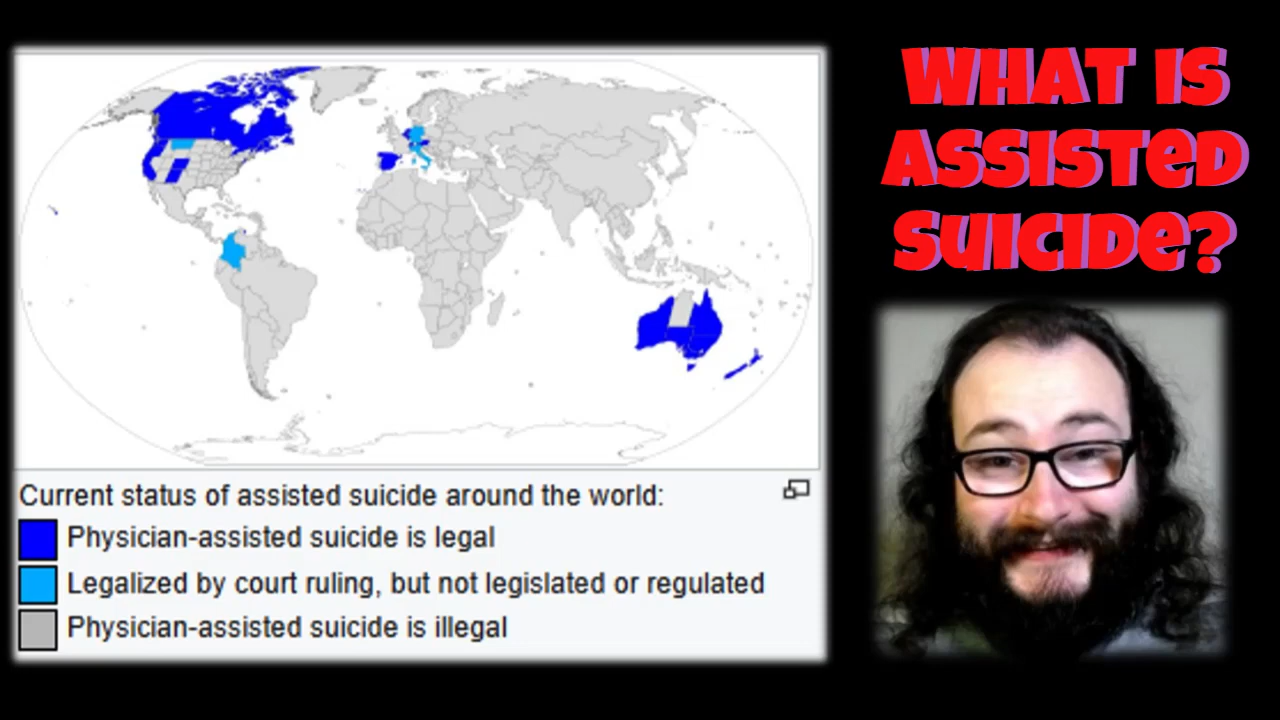 WHAT IS
ASSISTED
SUICIDE?
Current status of assisted suicide around the world:
Physician-assisted suicide is legal
Legalized by court ruling, but not legislated or regulated
Physician-assisted suicide is illegal